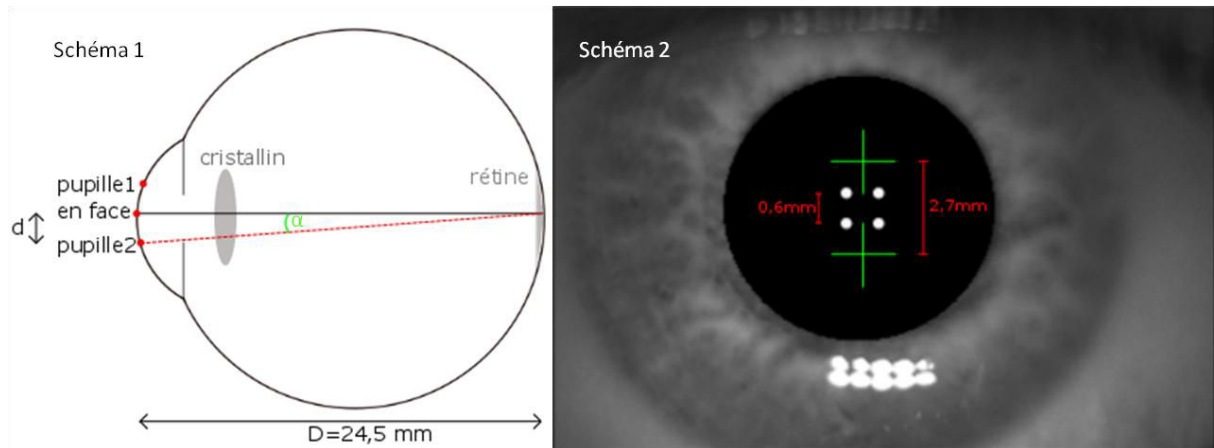 Schéma 1
cristallin
pupille1
rétine
en face
α
d
pupille2
D=24,5 mm
Schéma 2
0,6mm
2,7mm